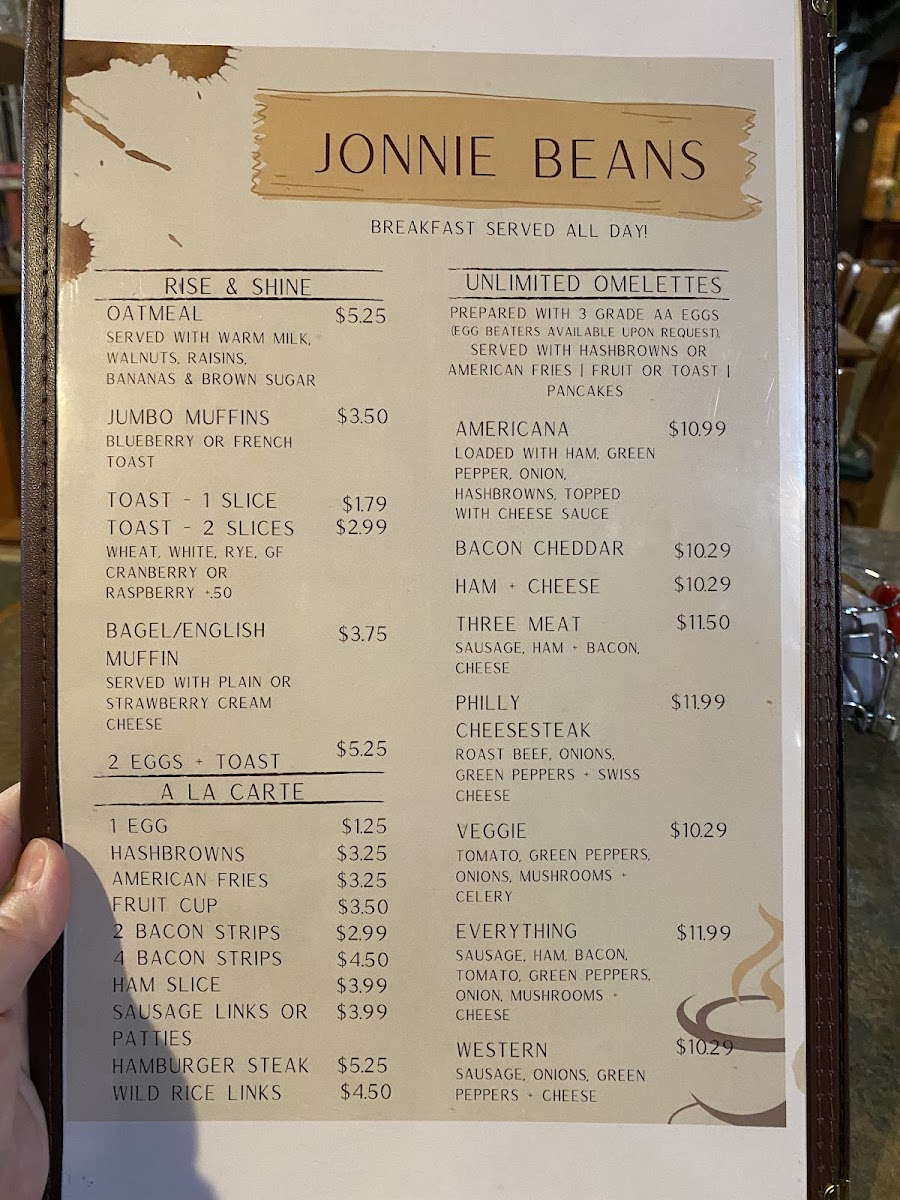 JONNIE BEANS
BREAKFAST SERVED ALL DAY!
RISE & SHINE
OATMEAL $5.25
SERVED WITH WARM MILK,
WALNUTS, RAISINS,
BANANAS & BROWN SUGAR
JUMBO MUFFINS $3.50
BLUEBERRY OR FRENCH
TOAST
TOAST - 1 SLICE $1.79
TOAST - 2 SLICES $2.99
WHEAT, WHITE, RYE, GF
CRANBERRY OR
RASPBERRY +.50
BAGEL/ENGLISH $3.75
MUFFIN
SERVED WITH PLAIN OR
STRAWBERRY CREAM
CHEESE
2 EGGS + TOAST $5.25
A LA CARTE
1 EGG $1.25
HASHBROWNS $3.25
AMERICAN FRIES $3.25
FRUIT CUP $3.50
2 BACON STRIPS $2.99
4 BACON STRIPS $4.50
HAM SLICE $3.99
SAUSAGE LINKS OR $3.99
PATTIES
HAMBURGER STEAK $5.25
WILD RICE LINKS $4.50
UNLIMITED OMELETTES
PREPARED WITH 3 GRADE AA EGGS
(EGG BEATERS AVAILABLE UPON REQUEST),
SERVED WITH HASHBROWNS OR
AMERICAN FRIES | FRUIT OR TOAST |
PANCAKES
AMERICANA $10.99
LOADED WITH HAM, GREEN
PEPPER, ONION,
HASHBROWNS, TOPPED
WITH CHEESE SAUCE
BACON CHEDDAR $10.29
HAM + CHEESE $10.29
THREE MEAT $11.50
SAUSAGE, HAM + BACON,
CHEESE
PHILLY $11.99
CHEESESTEAK
ROAST BEEF, ONIONS,
GREEN PEPPERS + SWISS
CHEESE
VEGGIE $10.29
TOMATO, GREEN PEPPERS,
ONIONS, MUSHROOMS +
CELERY
EVERYTHING $11.99
SAUSAGE, HAM, BACON,
TOMATO, GREEN PEPPERS,
ONION, MUSHROOMS +
CHEESE
WESTERN $10.29
SAUSAGE, ONIONS, GREEN
PEPPERS + CHEESE